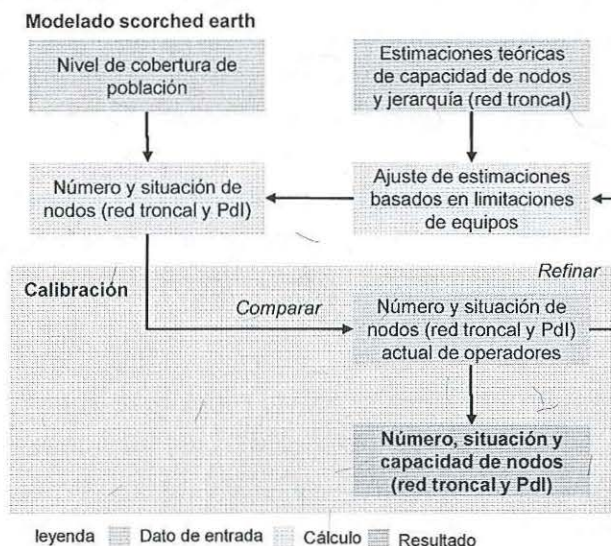 Modelado scorched earth
Nivel de cobertura de
población
Estimaciones teóricas
de capacidad de nodos
y jerarquía (red troncal)
Número y situación de
nodos (red troncal y PdI)
Ajuste de estimaciones
basados en limitaciones
de equipos
Refinar
Calibración
Comparar
Número y situación de
nodos (red troncal y PdI)
actual de operadores
Número, situación y
capacidad de nodos
(red troncal y PdI)
leyenda Dato de entrada Cálculo Resultado